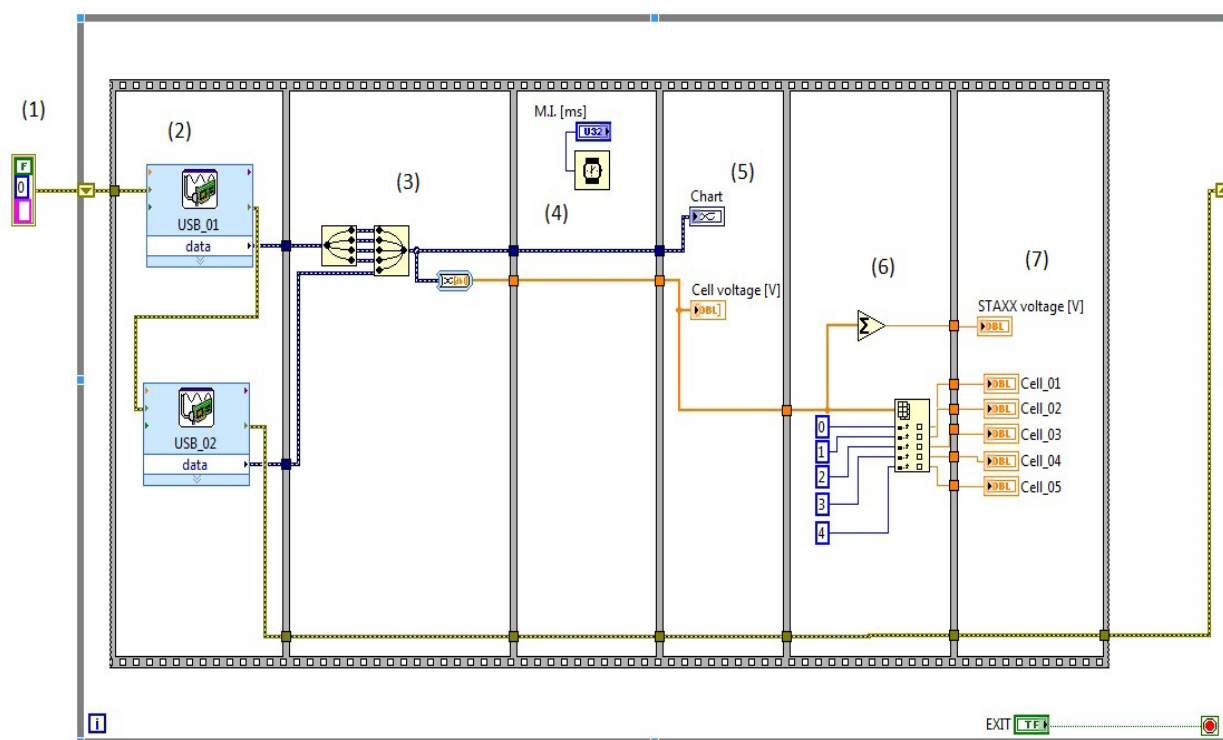 (1)
F
0
(2)
USB_01
data
USB_02
data
(3)
M.I. [ms]
U32
(4)
(5)
Chart
Cell voltage [V]
DBL]
(6)
Σ
0
1
2
3
4
(7)
STAXX voltage [V]
DBL
DBL Cell_01
DBL Cell_02
DBL Cell_03
DBL Cell_04
DBL Cell_05
i
EXIT TF